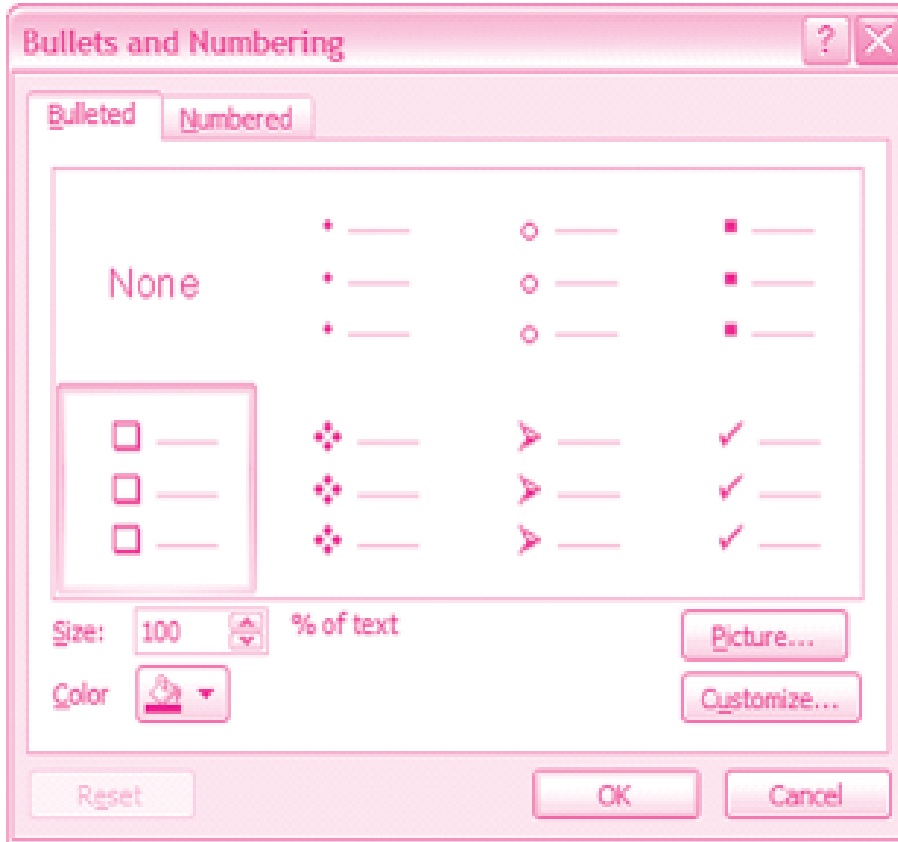 Bullets and Numbering
Bulleted Numbered
None
Size: 100 % of text
Picture...
Color
Customize...
Reset OK Cancel